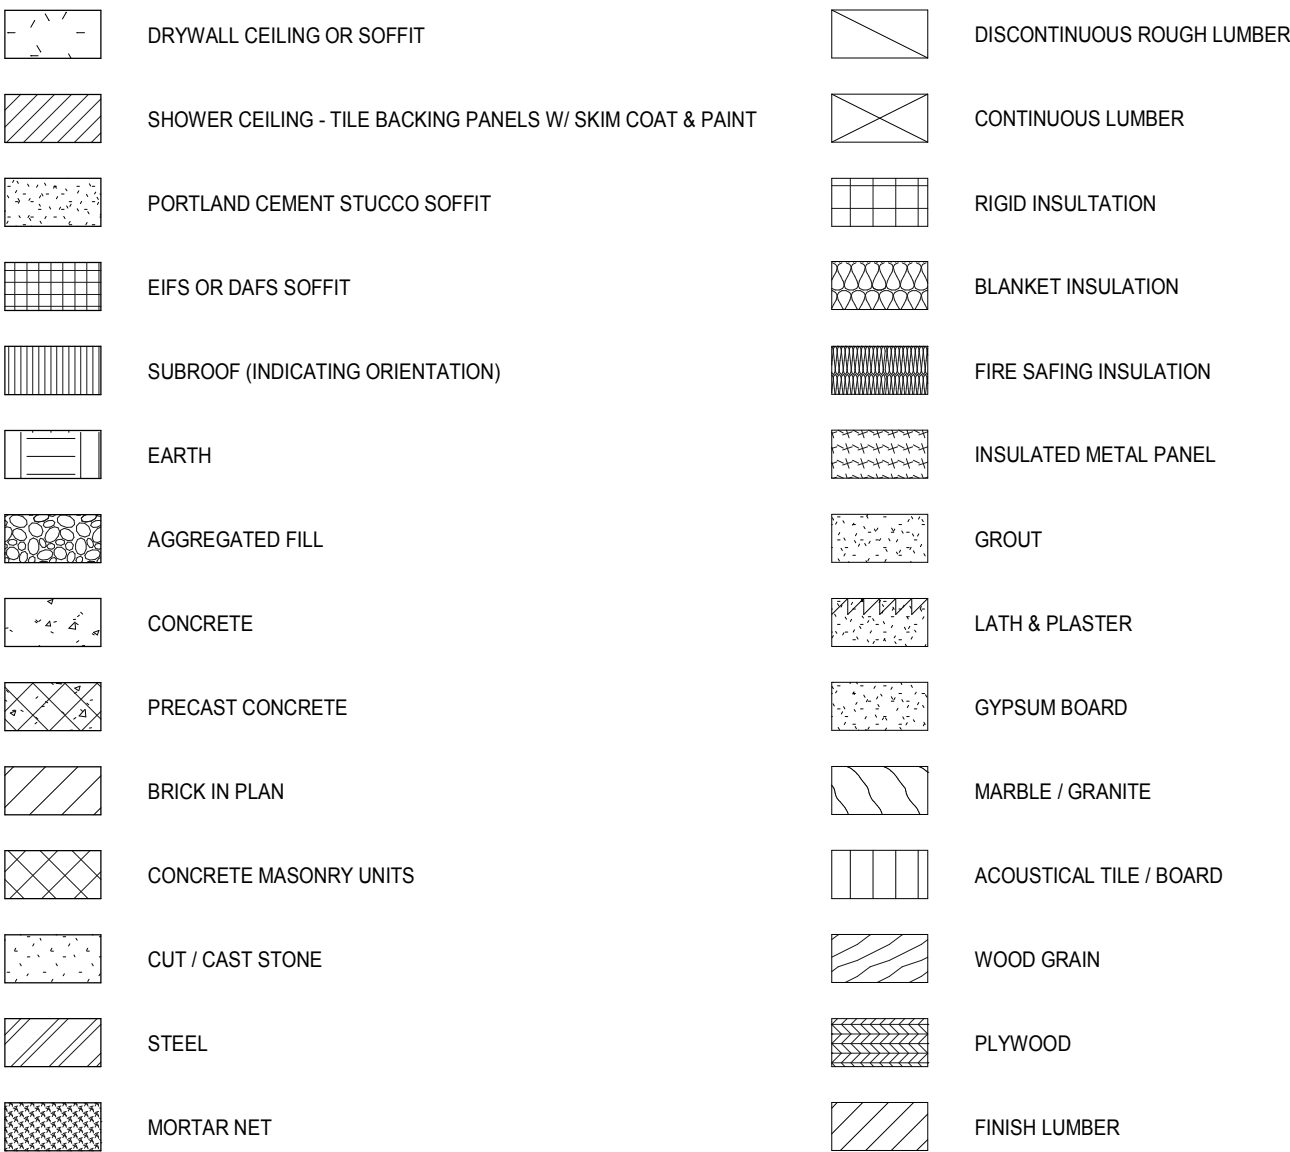 DRYWALL CEILING OR SOFFIT
SHOWER CEILING - TILE BACKING PANELS W/ SKIM COAT & PAINT
PORTLAND CEMENT STUCCO SOFFIT
EIFS OR DAFS SOFFIT
SUBROOF (INDICATING ORIENTATION)
EARTH
AGGREGATED FILL
CONCRETE
PRECAST CONCRETE
BRICK IN PLAN
CONCRETE MASONRY UNITS
CUT / CAST STONE
STEEL
MORTAR NET
DISCONTINUOUS ROUGH LUMBER
CONTINUOUS LUMBER
RIGID INSULTATION
BLANKET INSULATION
FIRE SAFING INSULATION
INSULATED METAL PANEL
GROUT
LATH & PLASTER
GYPSUM BOARD
MARBLE / GRANITE
ACOUSTICAL TILE / BOARD
WOOD GRAIN
PLYWOOD
FINISH LUMBER